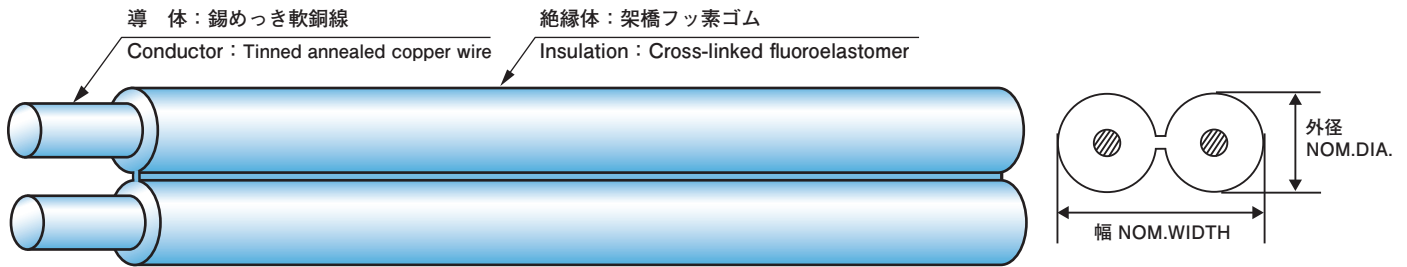 導　体：錫めっき軟銅線
Conductor：Tinned annealed copper wire
絶縁体：架橋フッ素ゴム
Insulation：Cross-linked fluoroelastomer
外径
NOM.DIA.
幅 NOM.WIDTH